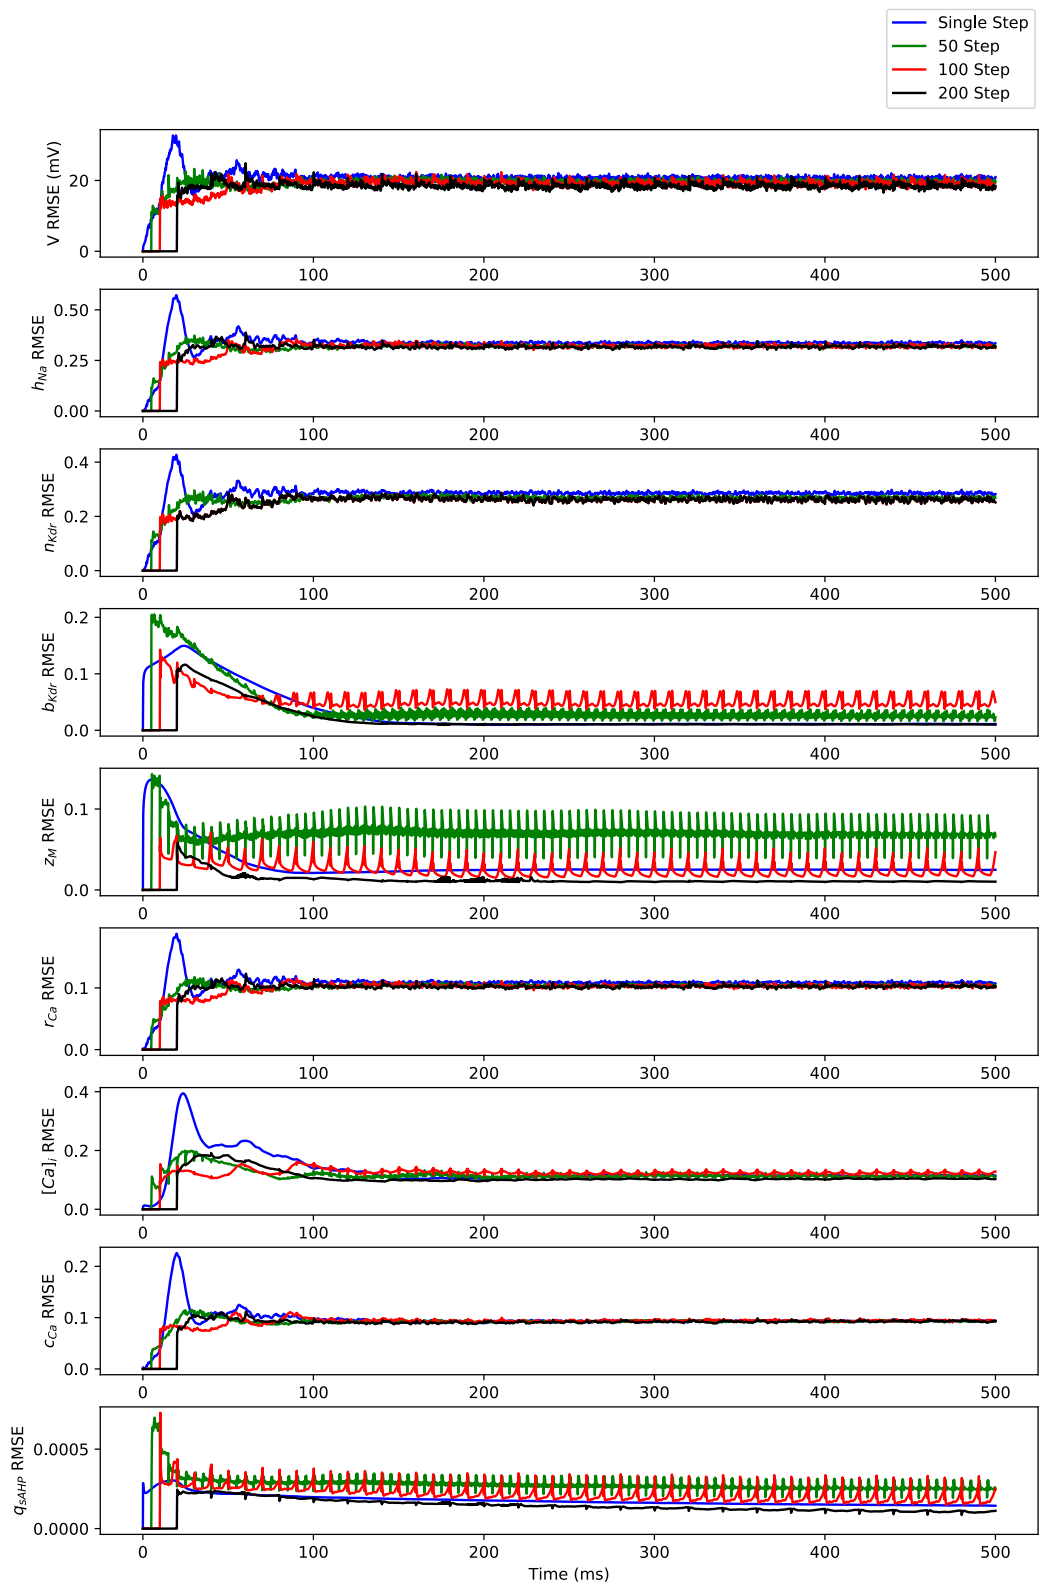 Single Step
50 Step
100 Step
200 Step
V RMSE (mV)
20
0
0 100 200 300 400 500
h_Na RMSE
0.50
0.25
0.00
0 100 200 300 400 500
n_Kdr RMSE
0.4
0.2
0.0
0 100 200 300 400 500
b_Kdr RMSE
0.2
0.1
0.0
0 100 200 300 400 500
z_M RMSE
0.1
0.0
0 100 200 300 400 500
r_Ca RMSE
0.1
0.0
0 100 200 300 400 500
[Ca]_i RMSE
0.4
0.2
0.0
0 100 200 300 400 500
c_Ca RMSE
0.2
0.1
0.0
0 100 200 300 400 500
q_sAHP RMSE
0.0005
0.0000
0 100 200 300 400 500
Time (ms)